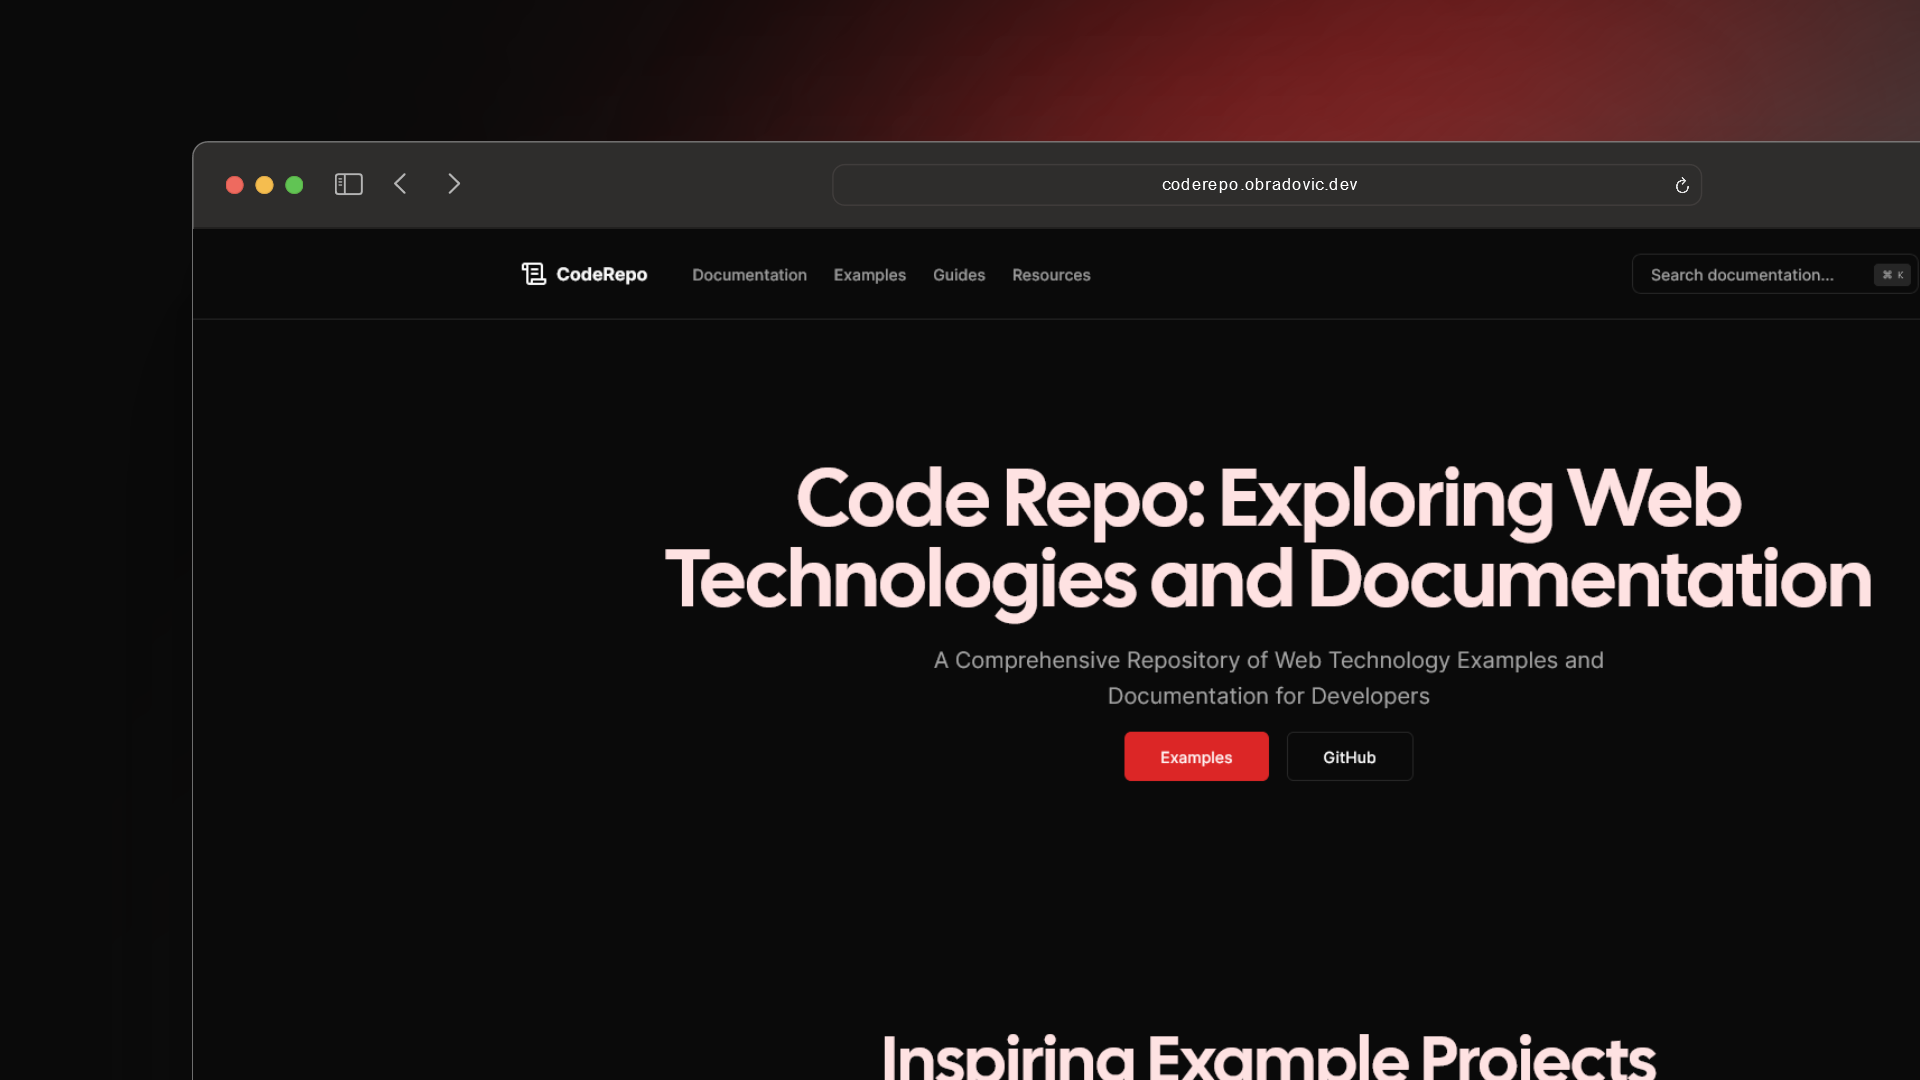 coderepo.obradovic.dev
CodeRepo Documentation Examples Guides Resources Search documentation... ⌘ K
Code Repo: Exploring Web
Technologies and Documentation
A Comprehensive Repository of Web Technology Examples and
Documentation for Developers
Examples GitHub
Inspiring Example Projects